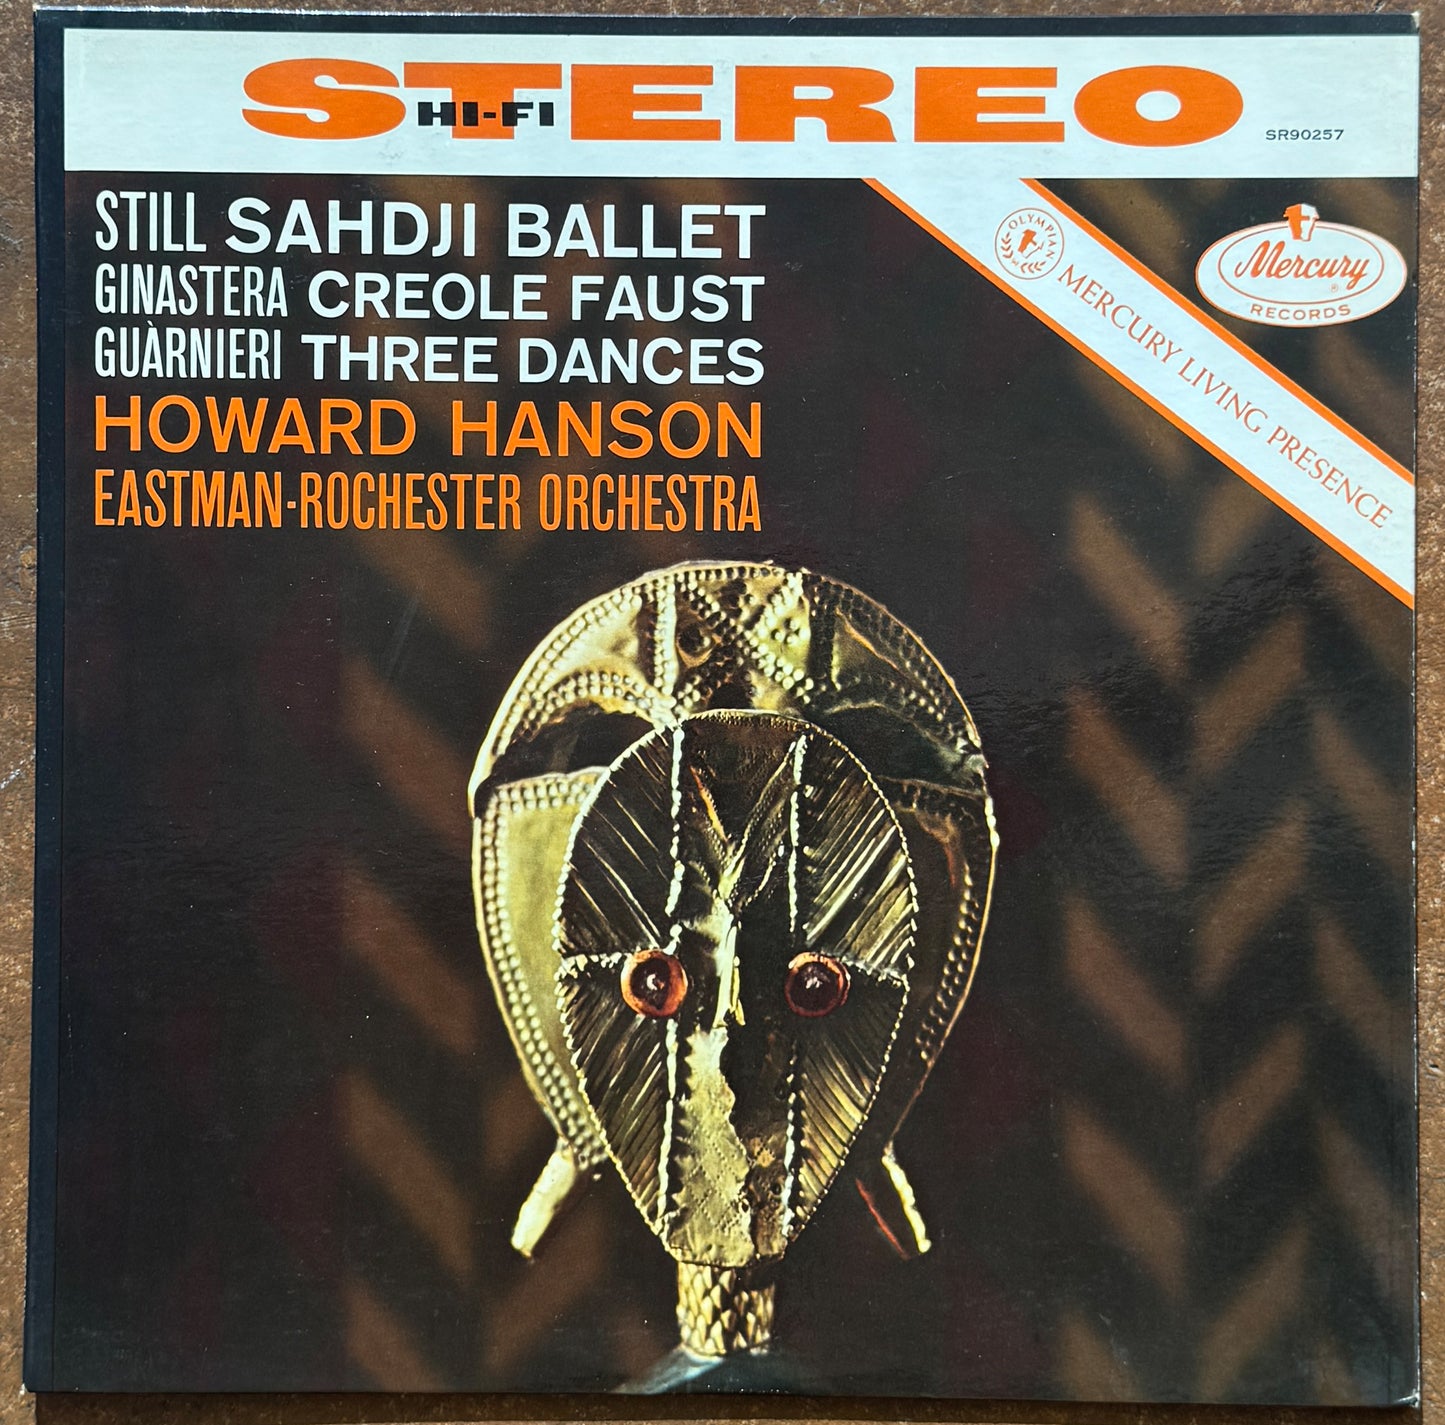 STEREO
HI-FI
SR90257
STILL SAHDJI BALLET
GINASTERA CREOLE FAUST
GUÀRNIERI THREE DANCES
HOWARD HANSON
EASTMAN-ROCHESTER ORCHESTRA
OLYMPIAN
MERCURY LIVING PRESENCE
Mercury
®
RECORDS